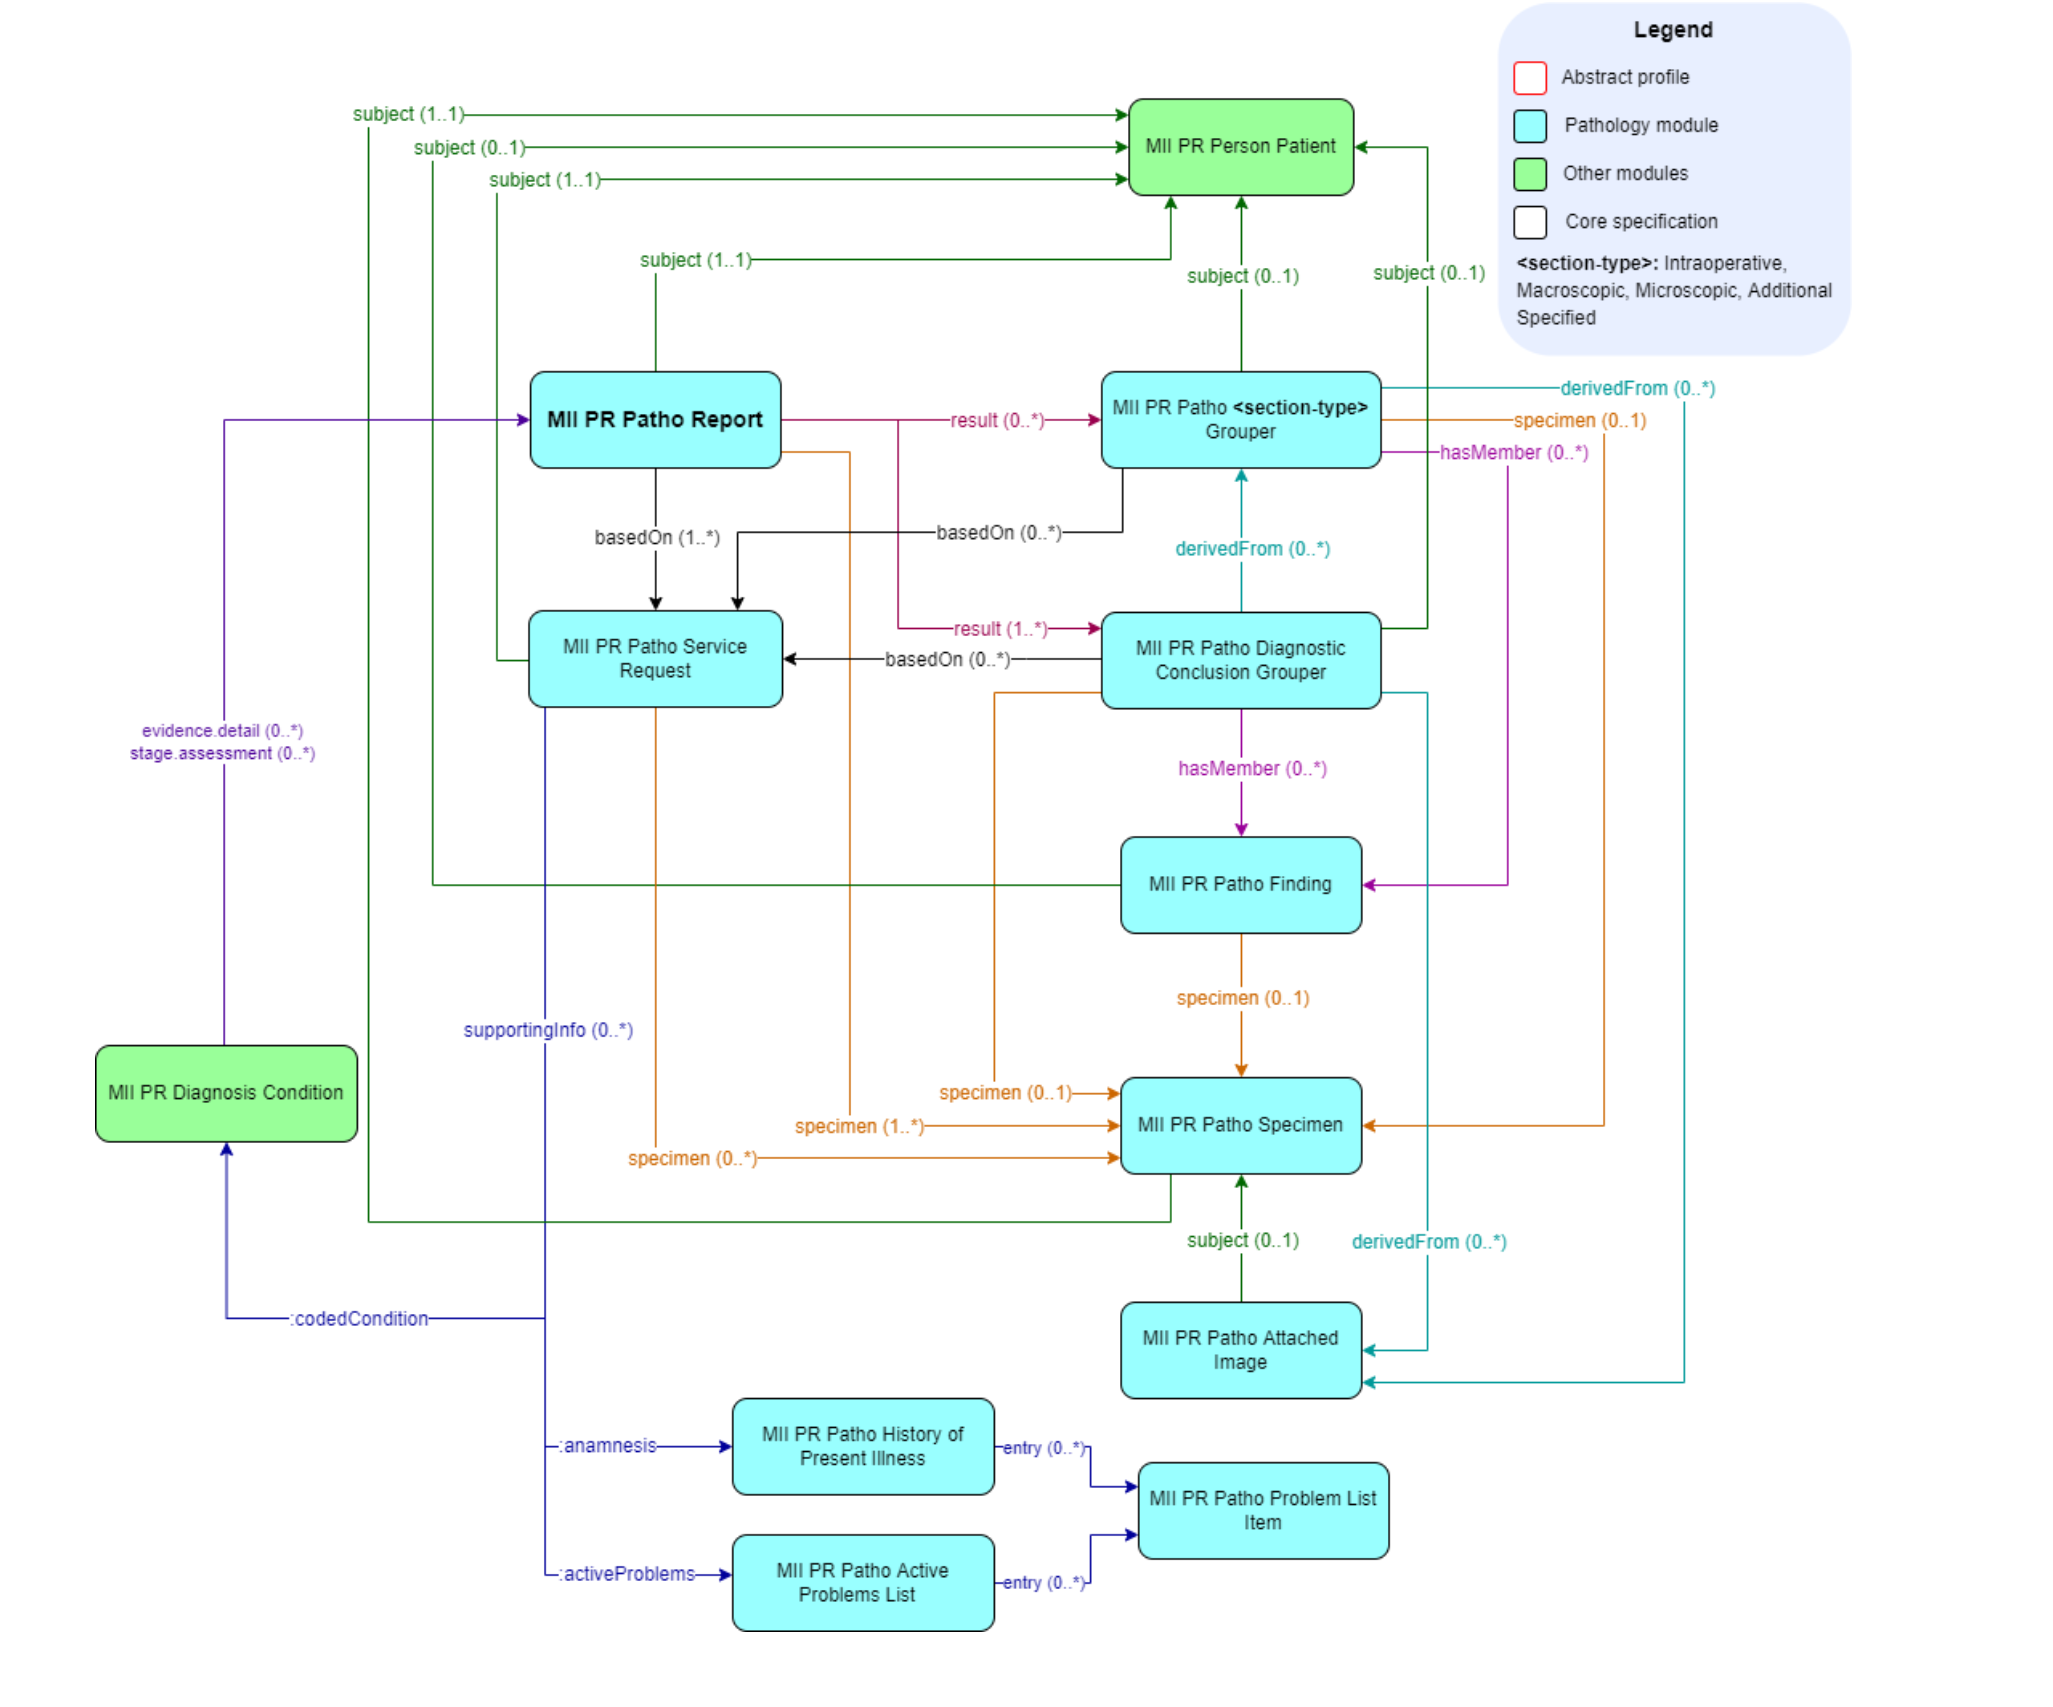 Legend
Abstract profile
Pathology module
Other modules
Core specification
<section-type>: Intraoperative,
Macroscopic, Microscopic, Additional
Specified
subject (1..1)
subject (0..1)
subject (1..1)
MII PR Person Patient
subject (1..1)
subject (0..1)
subject (0..1)
MII PR Patho Report
result (0..*)
MII PR Patho <section-type>
Grouper
derivedFrom (0..*)
specimen (0..1)
hasMember (0..*)
basedOn (1..*)
basedOn (0..*)
derivedFrom (0..*)
result (1..*)
MII PR Patho Service
Request
basedOn (0..*)
MII PR Patho Diagnostic
Conclusion Grouper
evidence.detail (0..*)
stage.assessment (0..*)
hasMember (0..*)
MII PR Patho Finding
specimen (0..1)
supportingInfo (0..*)
MII PR Diagnosis Condition
specimen (0..1)
specimen (1..*)
specimen (0..*)
MII PR Patho Specimen
subject (0..1)
derivedFrom (0..*)
:codedCondition
MII PR Patho Attached
Image
:anamnesis
MII PR Patho History of
Present Illness
entry (0..*)
MII PR Patho Problem List
Item
:activeProblems
MII PR Patho Active
Problems List
entry (0..*)